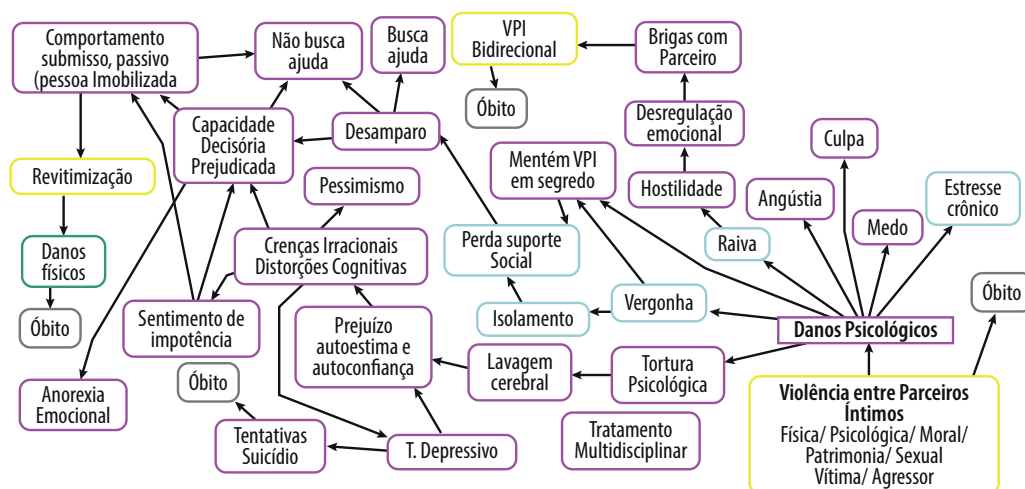 Comportamento
submisso, passivo
(pessoa Imobilizada
Não busca
ajuda
Busca
ajuda
VPI
Bidirecional
Brigas com
Parceiro
Óbito
Capacidade
Decisória
Prejudicada
Desamparo
Desregulação
emocional
Culpa
Revitimização
Pessimismo
Mentém VPI
em segredo
Hostilidade
Angústia
Estresse
crônico
Medo
Danos
físicos
Crenças Irracionais
Distorções Cognitivas
Perda suporte
Social
Raiva
Óbito
Óbito
Sentimento de
impotência
Prejuízo
autoestima e
autoconfiança
Isolamento
Vergonha
Danos Psicológicos
Anorexia
Emocional
Óbito
Lavagem
cerebral
Tortura
Psicológica
Violência entre Parceiros
Íntimos
Física/ Psicológica/ Moral/
Patrimonia/ Sexual
Vítima/ Agressor
Tentativas
Suicídio
T. Depressivo
Tratamento
Multidisciplinar